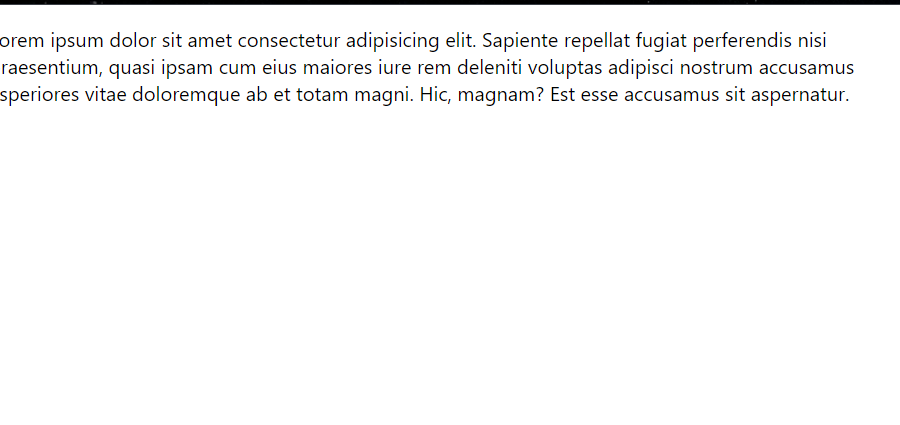 orem ipsum dolor sit amet consectetur adipisicing elit. Sapiente repellat fugiat perferendis nisi
raesentium, quasi ipsam cum eius maiores iure rem deleniti voluptas adipisci nostrum accusamus
speriores vitae doloremque ab et totam magni. Hic, magnam? Est esse accusamus sit aspernatur.